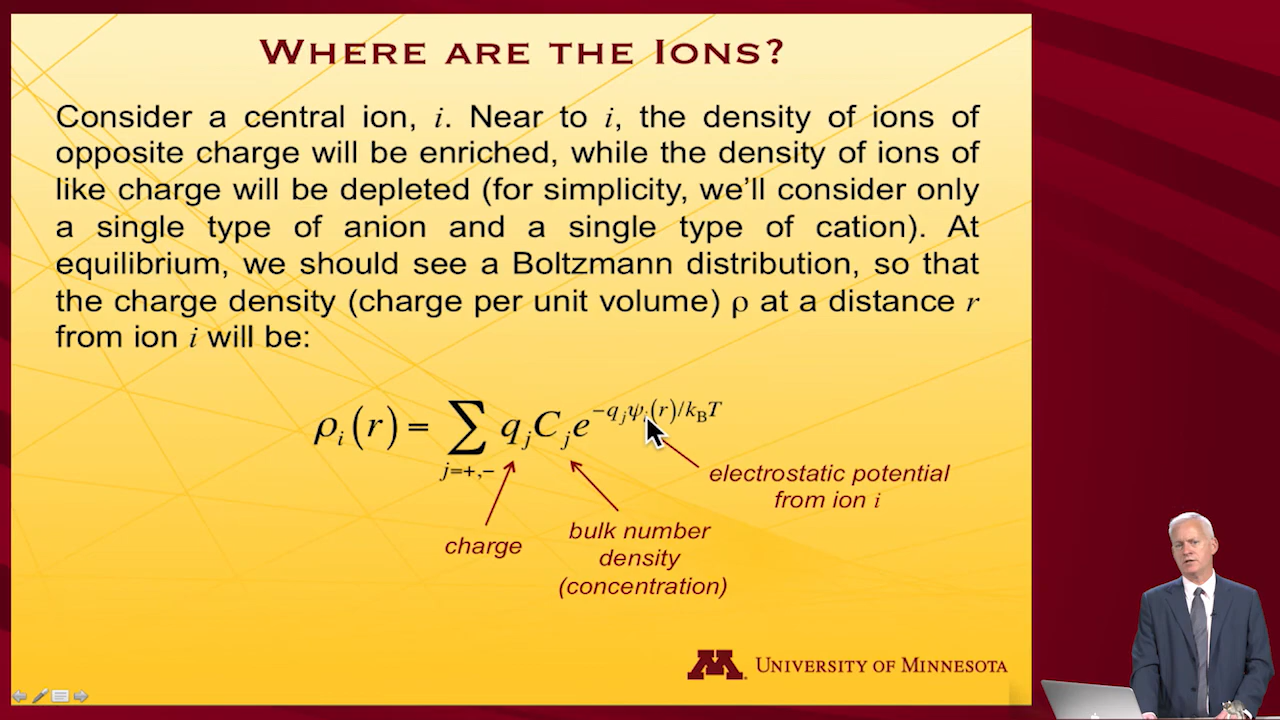 WHERE ARE THE IONS?
Consider a central ion, i. Near to i, the density of ions of
opposite charge will be enriched, while the density of ions of
like charge will be depleted (for simplicity, we'll consider only
a single type of anion and a single type of cation). At
equilibrium, we should see a Boltzmann distribution, so that
the charge density (charge per unit volume) ρ at a distance r
from ion i will be:
ρᵢ(r) = ∑ qⱼCⱼe^(−qⱼψᵢ(r)/k_BT)
j=+,−
electrostatic potential
from ion i
charge
bulk number
density
(concentration)
UNIVERSITY OF MINNESOTA